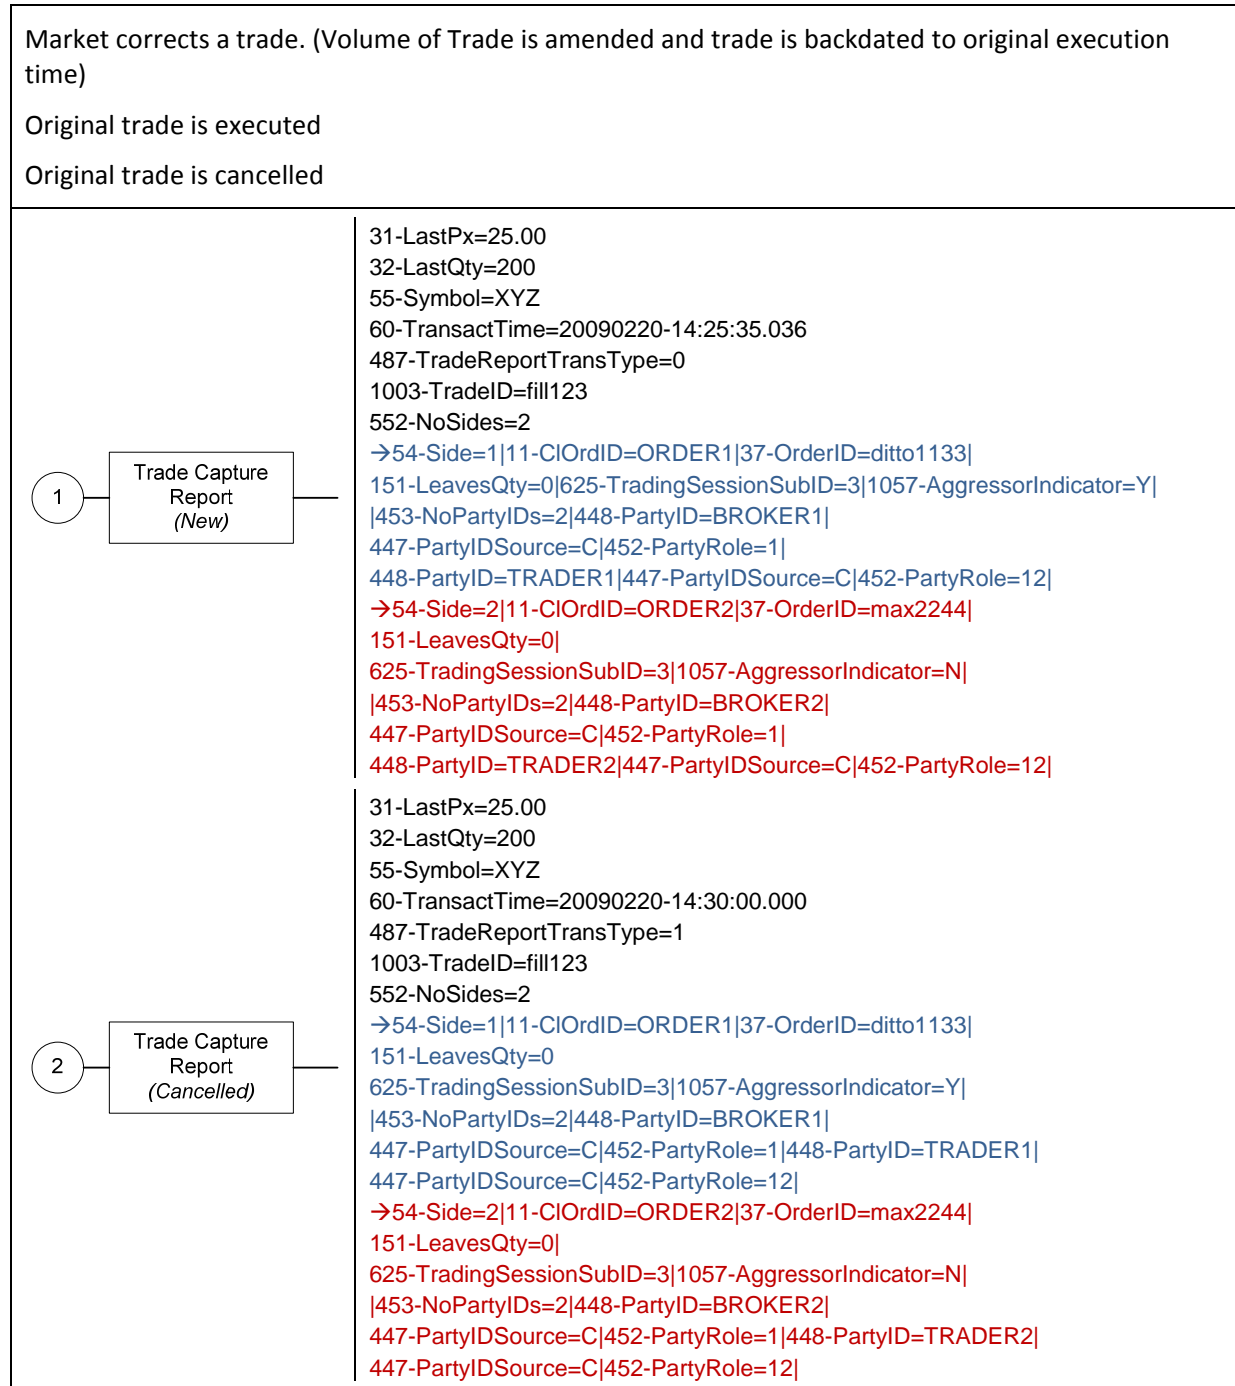 Market corrects a trade. (Volume of Trade is amended and trade is backdated to original execution
time)
Original trade is executed
Original trade is cancelled
1
Trade Capture
Report
(New)
31-LastPx=25.00
32-LastQty=200
55-Symbol=XYZ
60-TransactTime=20090220-14:25:35.036
487-TradeReportTransType=0
1003-TradeID=fill123
552-NoSides=2
→54-Side=1|11-ClOrdID=ORDER1|37-OrderID=ditto1133|
151-LeavesQty=0|625-TradingSessionSubID=3|1057-AggressorIndicator=Y|
|453-NoPartyIDs=2|448-PartyID=BROKER1|
447-PartyIDSource=C|452-PartyRole=1|
448-PartyID=TRADER1|447-PartyIDSource=C|452-PartyRole=12|
→54-Side=2|11-ClOrdID=ORDER2|37-OrderID=max2244|
151-LeavesQty=0|
625-TradingSessionSubID=3|1057-AggressorIndicator=N|
|453-NoPartyIDs=2|448-PartyID=BROKER2|
447-PartyIDSource=C|452-PartyRole=1|
448-PartyID=TRADER2|447-PartyIDSource=C|452-PartyRole=12|
2
Trade Capture
Report
(Cancelled)
31-LastPx=25.00
32-LastQty=200
55-Symbol=XYZ
60-TransactTime=20090220-14:30:00.000
487-TradeReportTransType=1
1003-TradeID=fill123
552-NoSides=2
→54-Side=1|11-ClOrdID=ORDER1|37-OrderID=ditto1133|
151-LeavesQty=0
625-TradingSessionSubID=3|1057-AggressorIndicator=Y|
|453-NoPartyIDs=2|448-PartyID=BROKER1|
447-PartyIDSource=C|452-PartyRole=1|448-PartyID=TRADER1|
447-PartyIDSource=C|452-PartyRole=12|
→54-Side=2|11-ClOrdID=ORDER2|37-OrderID=max2244|
151-LeavesQty=0|
625-TradingSessionSubID=3|1057-AggressorIndicator=N|
|453-NoPartyIDs=2|448-PartyID=BROKER2|
447-PartyIDSource=C|452-PartyRole=1|448-PartyID=TRADER2|
447-PartyIDSource=C|452-PartyRole=12|